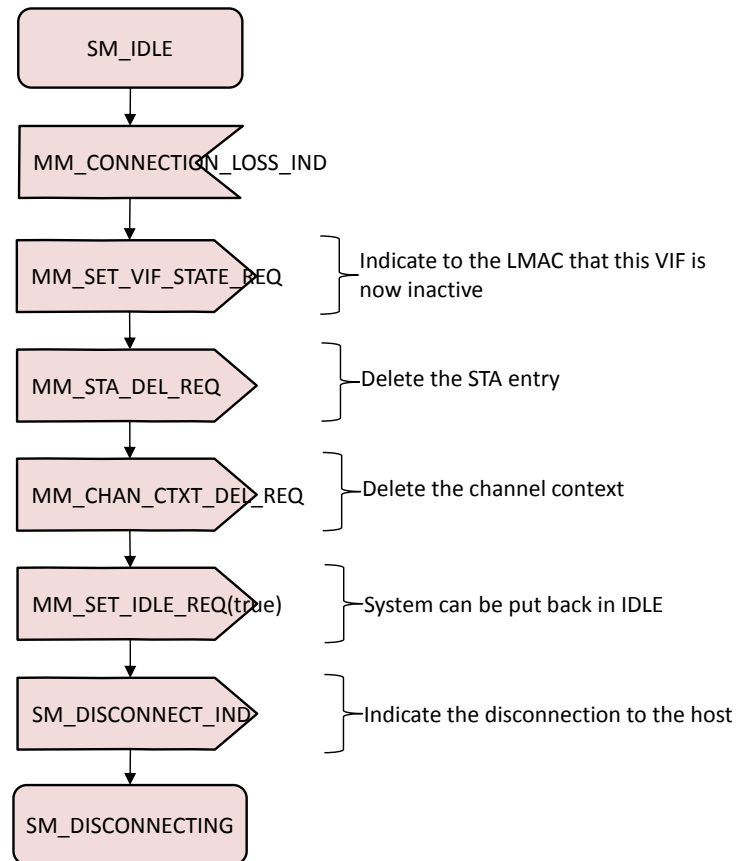 SM_IDLE
MM_CONNECTION_LOSS_IND
MM_SET_VIF_STATE_REQ
Indicate to the LMAC that this VIF is
now inactive
MM_STA_DEL_REQ
Delete the STA entry
MM_CHAN_CTXT_DEL_REQ
Delete the channel context
MM_SET_IDLE_REQ(true)
System can be put back in IDLE
SM_DISCONNECT_IND
Indicate the disconnection to the host
SM_DISCONNECTING